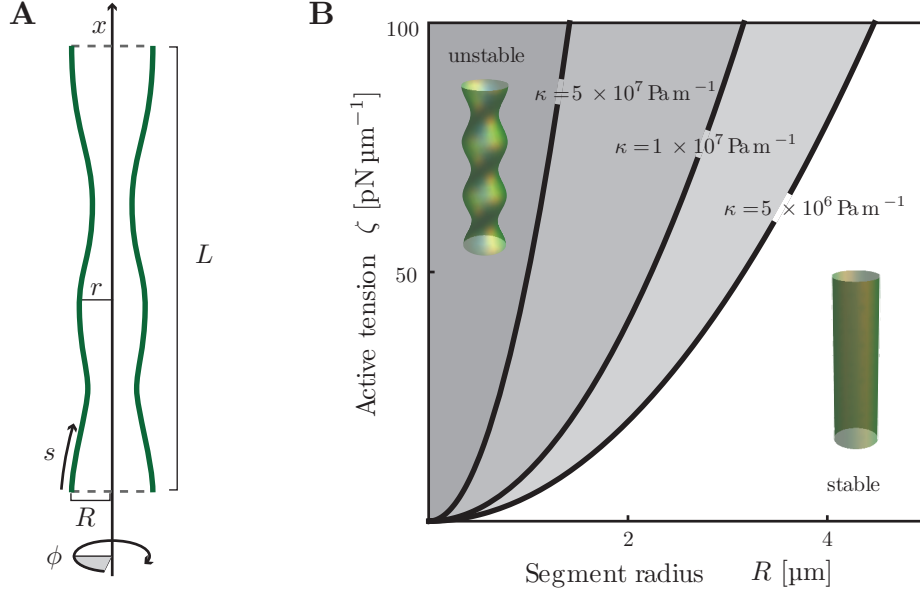 A
x
L
r
s
R
ϕ
B
100
50
2
4
Active tension ζ [pN µm⁻¹]
Segment radius R [µm]
unstable
κ = 5 × 10⁷ Pa m⁻¹
κ = 1 × 10⁷ Pa m⁻¹
κ = 5 × 10⁶ Pa m⁻¹
stable